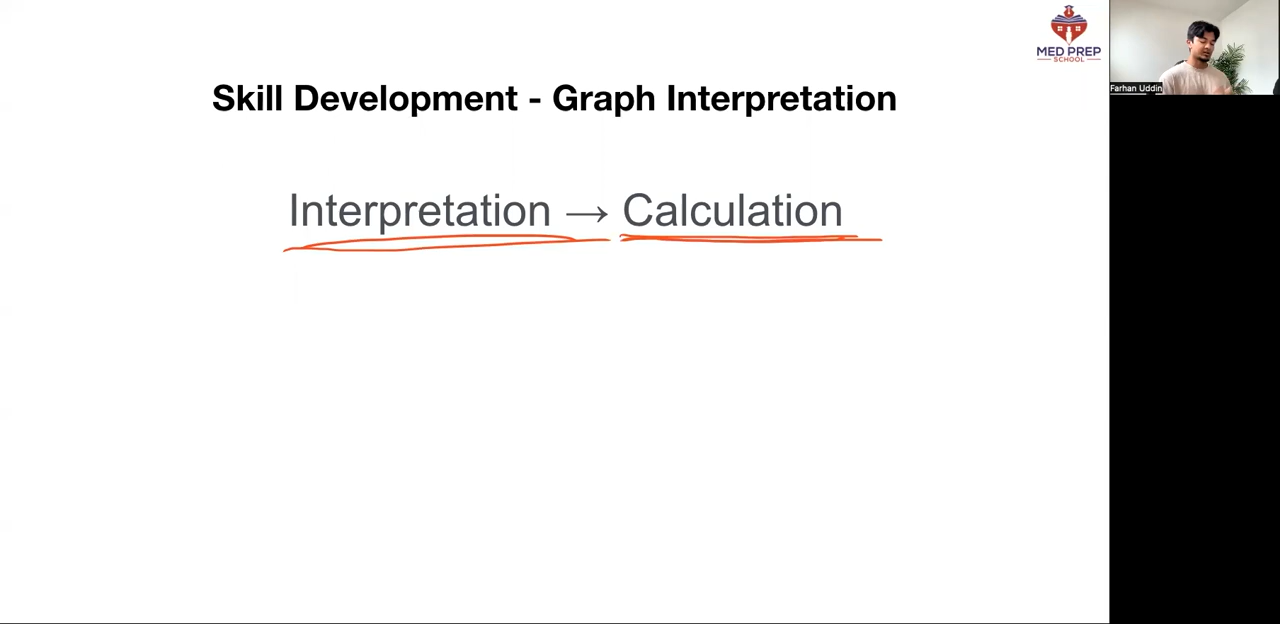 MED PREP
SCHOOL
Farhan Uddin
Skill Development - Graph Interpretation
Interpretation → Calculation